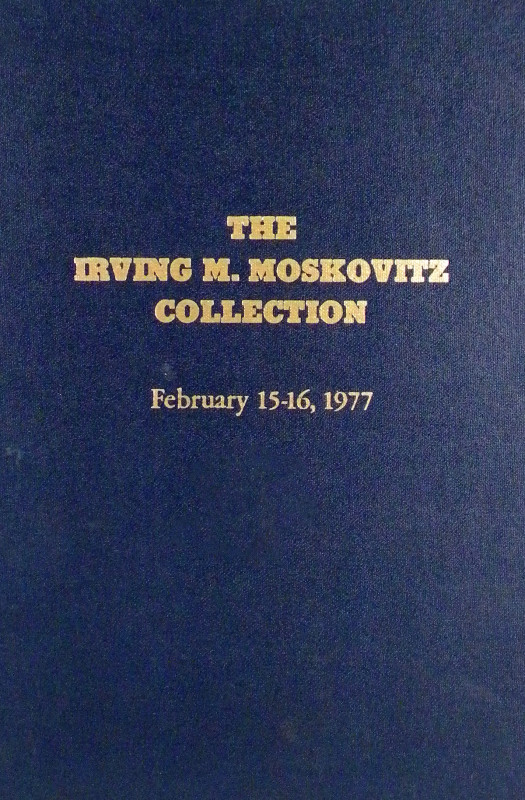 THE
IRVING M. MOSKOVITZ
COLLECTION
February 15-16, 1977